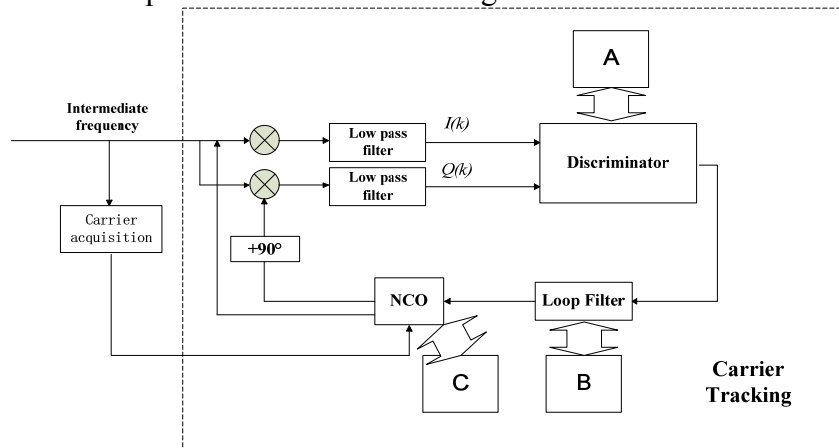 A
Intermediate
frequency
Low pass
filter
I(k)
Discriminator
Low pass
filter
Q(k)
Carrier
acquisition
+90°
NCO
Loop Filter
C
B
Carrier
Tracking